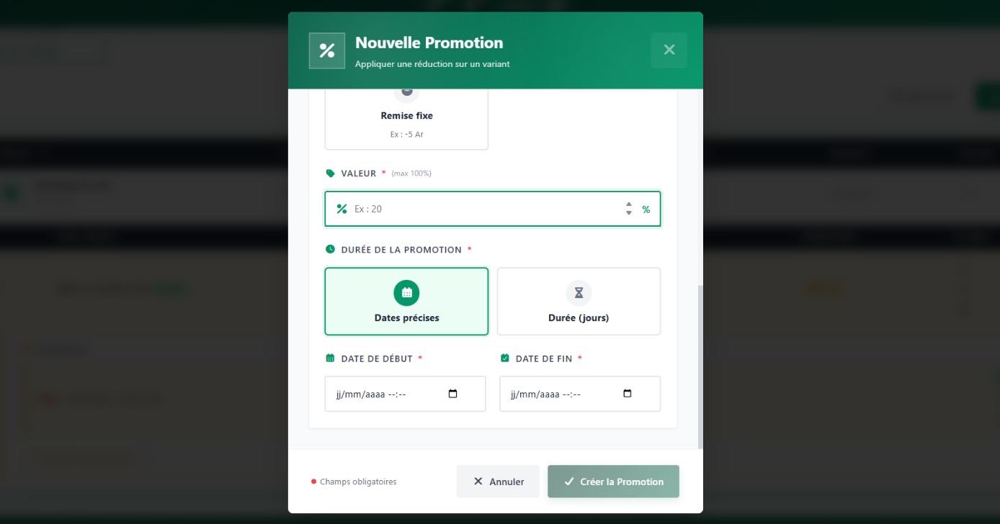 Nouvelle Promotion
Appliquer une réduction sur un variant
Remise fixe
Ex : -5 Ar
VALEUR * (max 100%)
Ex : 20 %
DURÉE DE LA PROMOTION *
Dates précises
Durée (jours)
DATE DE DÉBUT *
DATE DE FIN *
jj/mm/aaaa --:--
jj/mm/aaaa --:--
Champs obligatoires
Annuler
Créer la Promotion